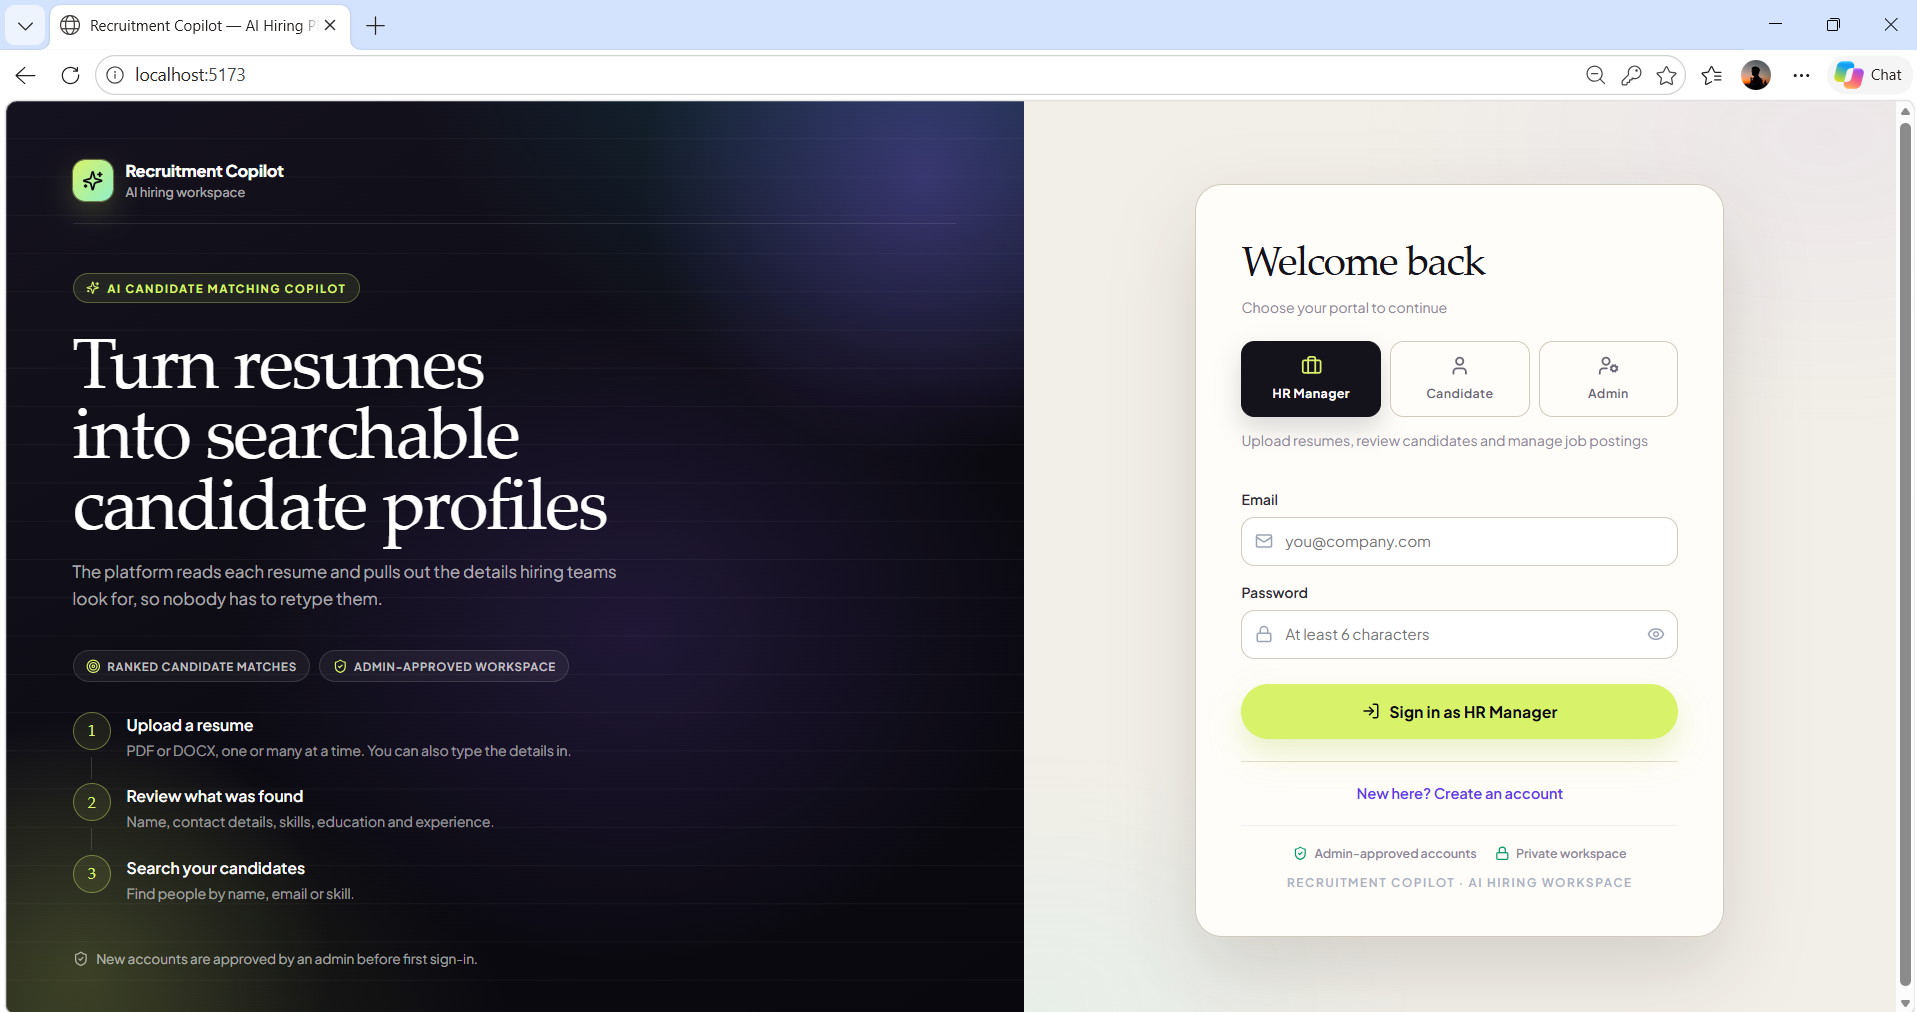 Recruitment Copilot — AI Hiring P
localhost:5173
Chat
Recruitment Copilot
AI hiring workspace
AI CANDIDATE MATCHING COPILOT
Turn resumes
into searchable
candidate profiles
The platform reads each resume and pulls out the details hiring teams
look for, so nobody has to retype them.
RANKED CANDIDATE MATCHES
ADMIN-APPROVED WORKSPACE
1
Upload a resume
PDF or DOCX, one or many at a time. You can also type the details in.
2
Review what was found
Name, contact details, skills, education and experience.
3
Search your candidates
Find people by name, email or skill.
New accounts are approved by an admin before first sign-in.
Welcome back
Choose your portal to continue
HR Manager
Candidate
Admin
Upload resumes, review candidates and manage job postings
Email
you@company.com
Password
At least 6 characters
Sign in as HR Manager
New here? Create an account
Admin-approved accounts
Private workspace
RECRUITMENT COPILOT · AI HIRING WORKSPACE